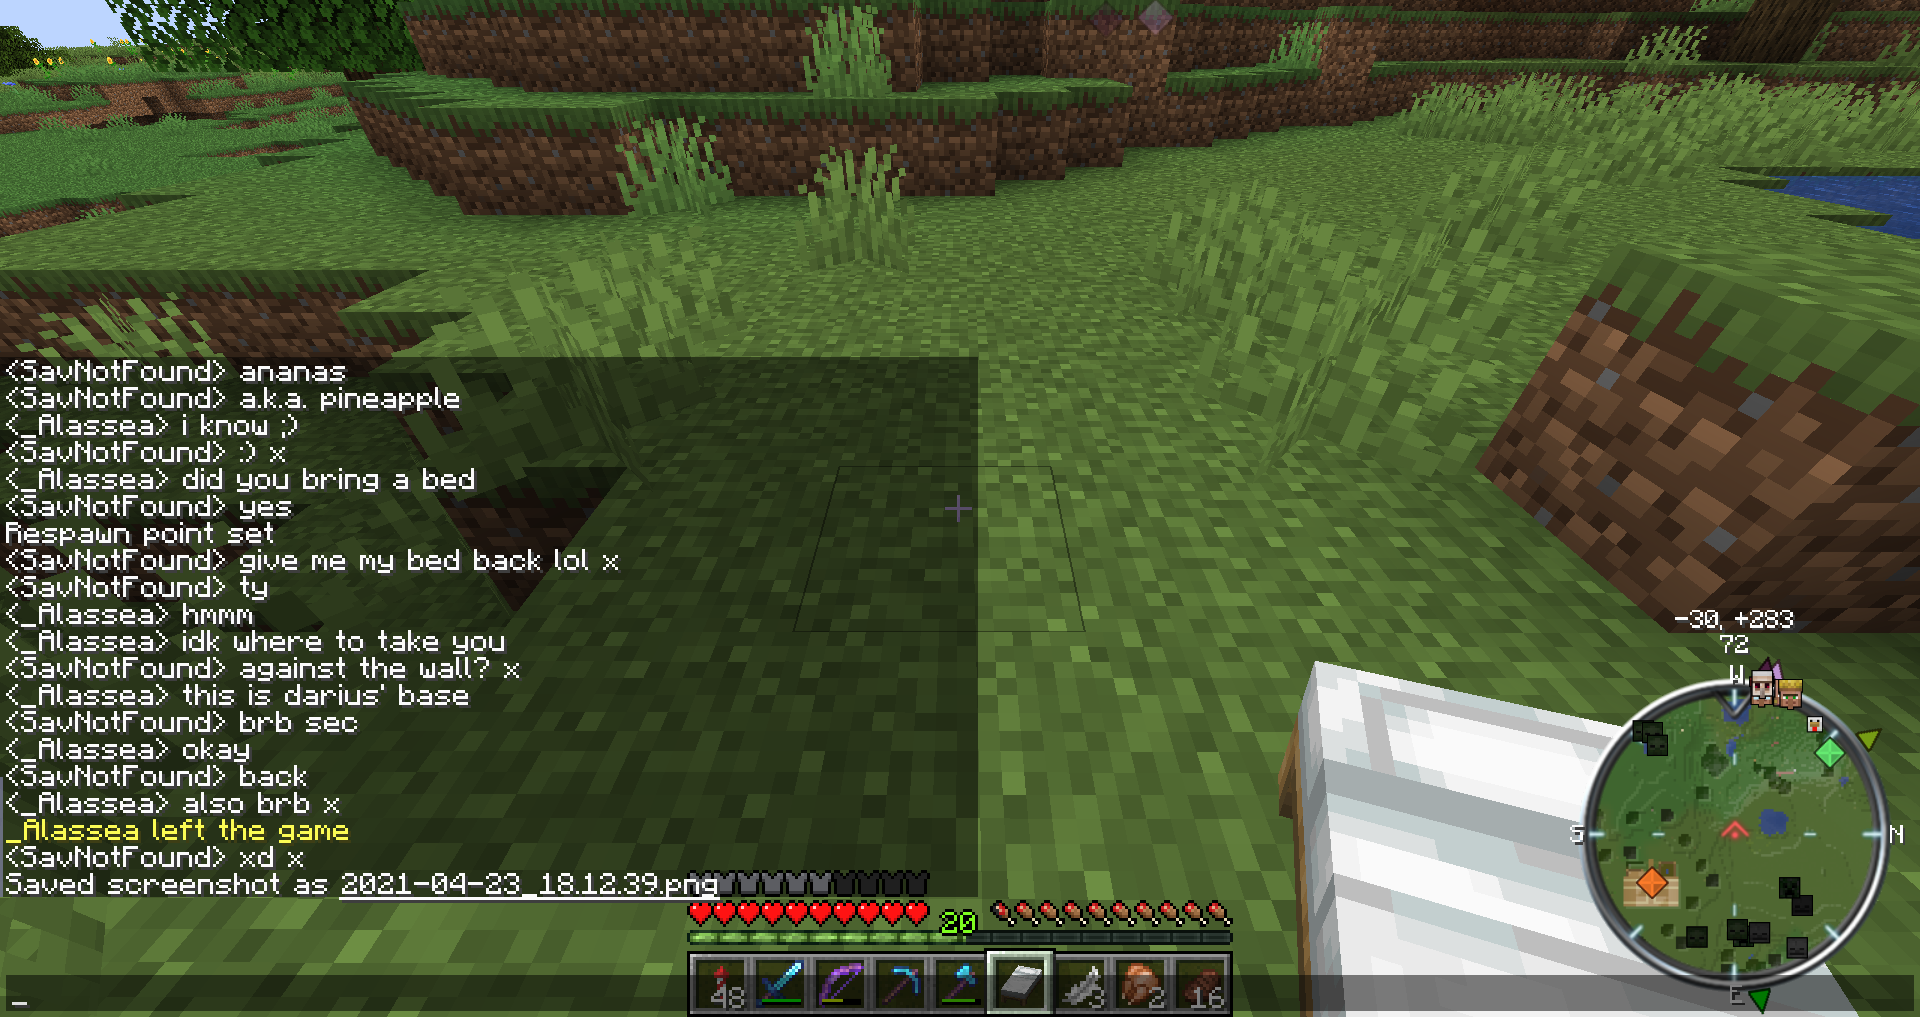 <SavNotFound> ananas
<SavNotFound> a.k.a. pineapple
<_Alassea> i know ;)
<SavNotFound> :) x
<_Alassea> did you bring a bed
<SavNotFound> yes
Respawn point set
<SavNotFound> give me my bed back lol x
<SavNotFound> ty
<_Alassea> hmmm
<_Alassea> idk where to take you
<SavNotFound> against the wall? x
<_Alassea> this is darius' base
<SavNotFound> brb sec
<_Alassea> okay
<SavNotFound> back
<_Alassea> also brb x
_Alassea left the game
<SavNotFound> xd x
Saved screenshot as 2021-04-23_18.12.39.png
_
20
48 3 2 16
-30, +283
72
W
S N
E